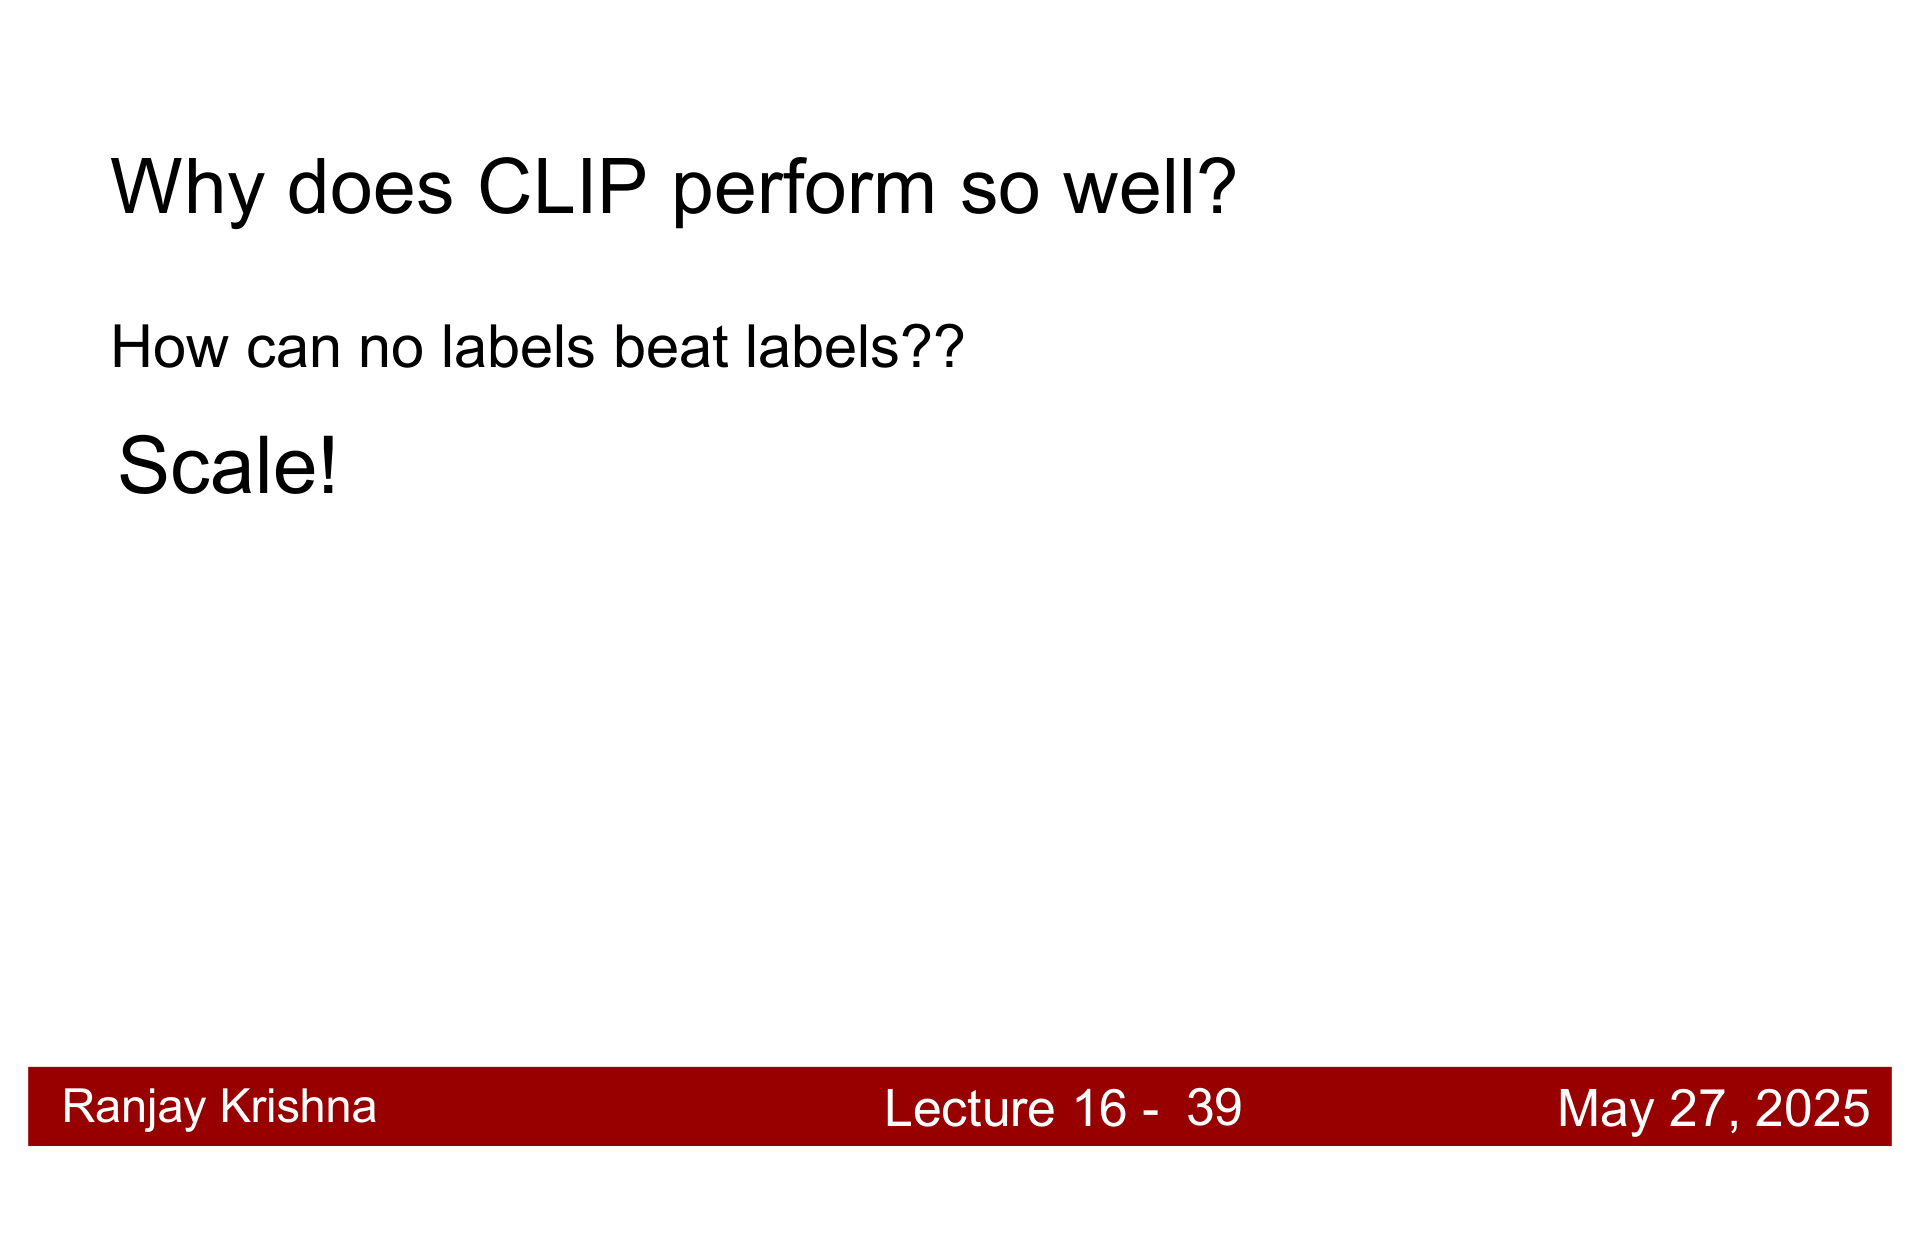 Why does CLIP perform so well?
How can no labels beat labels??
Scale!
Ranjay Krishna
Lecture 16 - 39
May 27, 2025